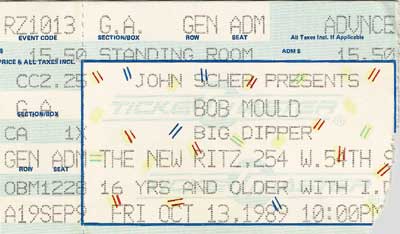 RZ1013 G.A. GEN ADM ADVNCE
EVENT CODE SECTION/BOX ROW SEAT All Taxes Incl. If Applicable
15.50 STANDING ROOM ADM $ 15.50
PRICE & ALL TAXES INCL.
CC2.25 JOHN SCHER PRESENTS
G.A. BOB MOULD
SECTION/BOX
CA 1X BIG DIPPER
ROW SEAT
GEN ADM THE NEW RITZ,254 W.54TH S
OBM1228 16 YRS AND OLDER WITH I.D
A19SEP9 FRI OCT 13,1989 10:00PM